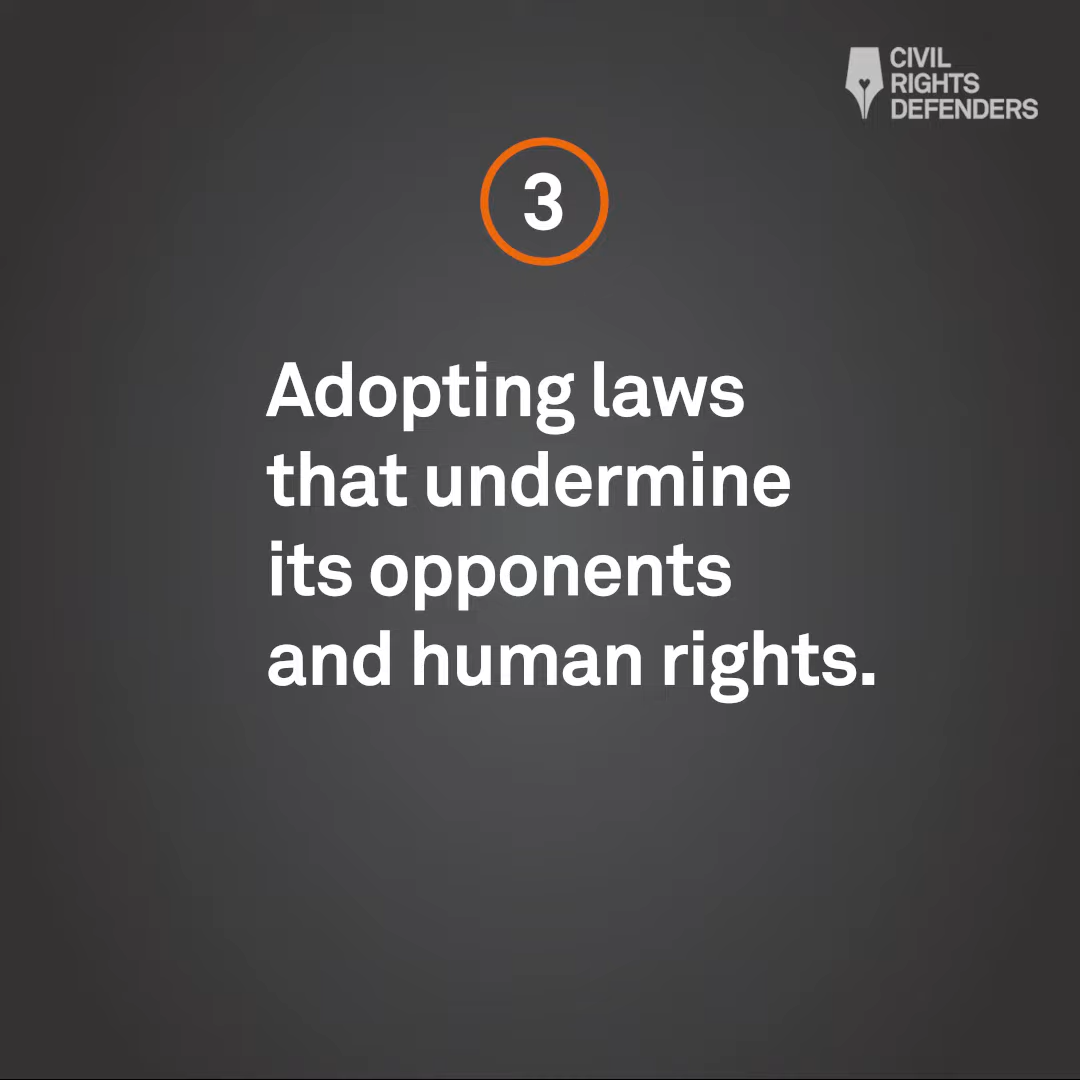 CIVIL
RIGHTS
DEFENDERS
3
Adopting laws
that undermine
its opponents
and human rights.